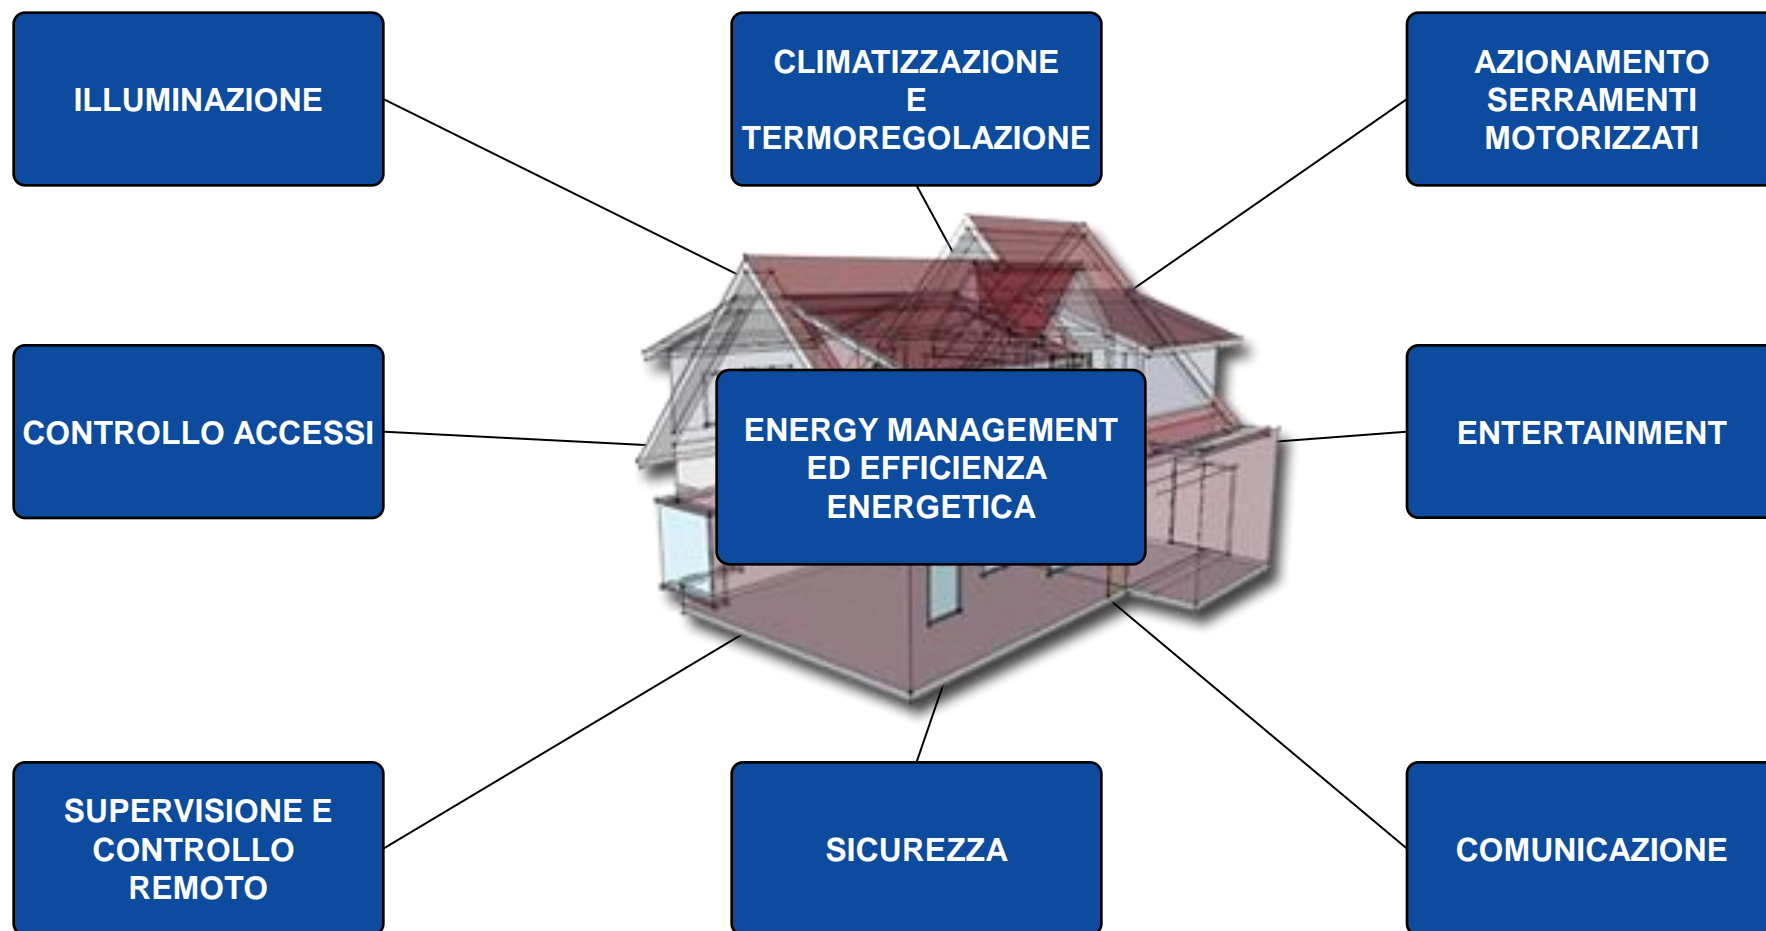 ILLUMINAZIONE
CLIMATIZZAZIONE
E
TERMOREGOLAZIONE
AZIONAMENTO
SERRAMENTI
MOTORIZZATI
CONTROLLO ACCESSI
ENERGY MANAGEMENT
ED EFFICIENZA
ENERGETICA
ENTERTAINMENT
SUPERVISIONE E
CONTROLLO
REMOTO
SICUREZZA
COMUNICAZIONE